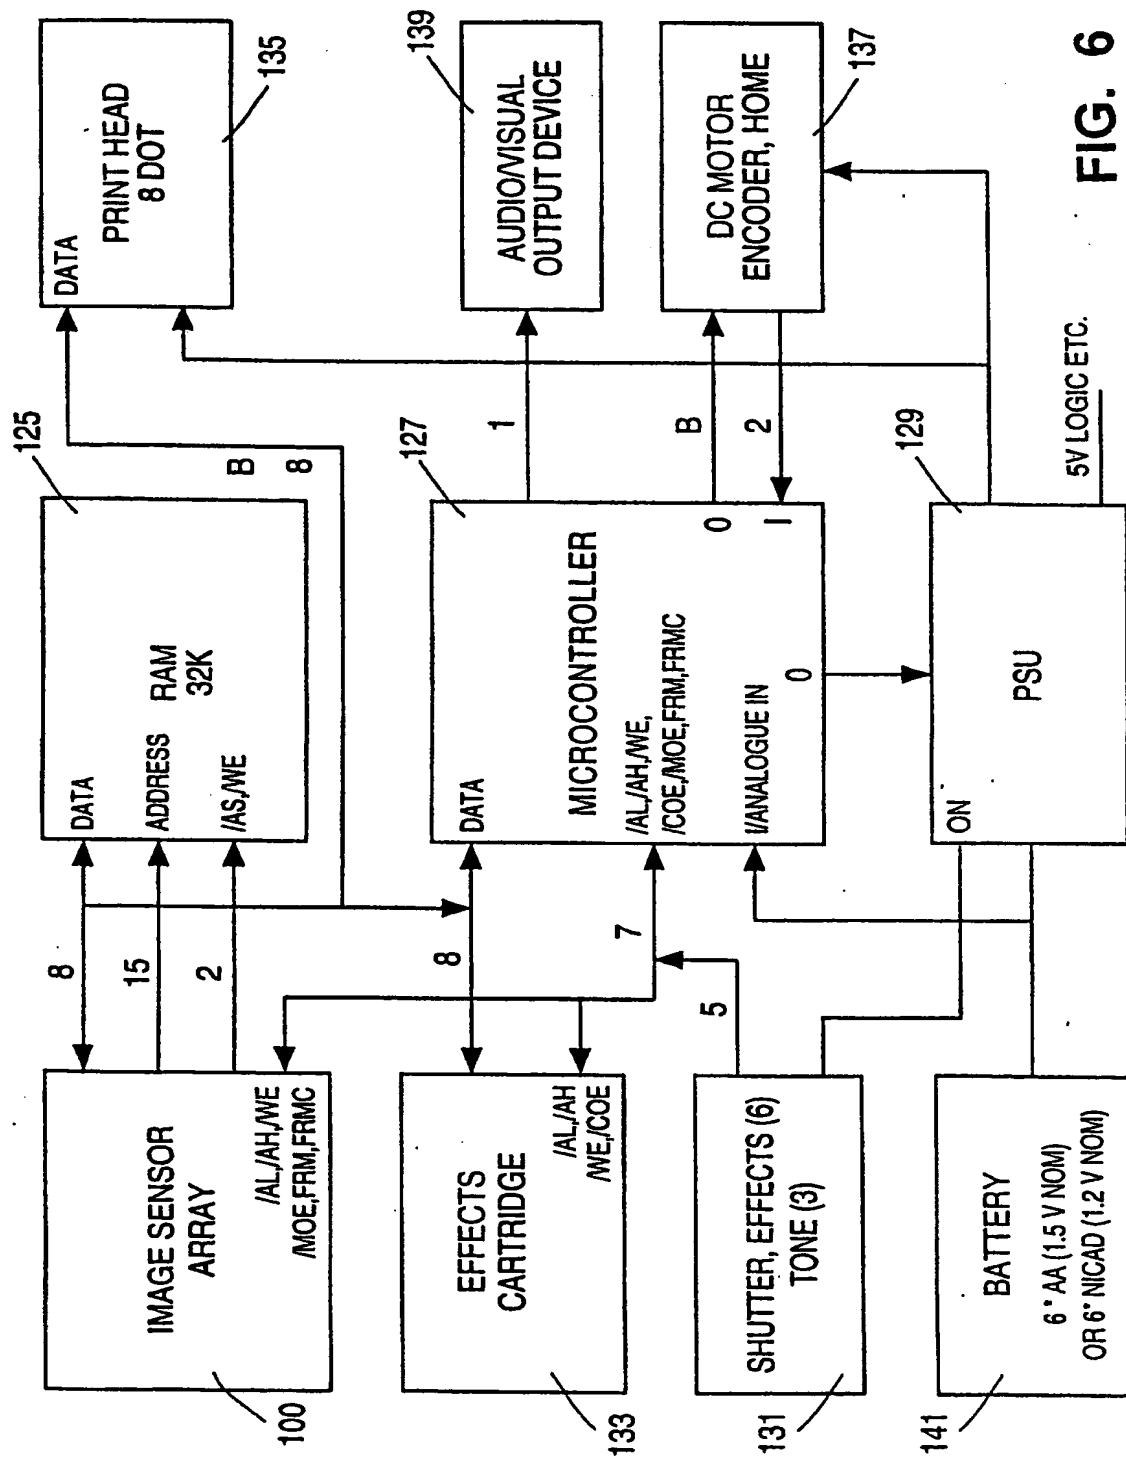 IMAGE SENSOR
ARRAY
/AL,/AH,/WE
/MOE,FRM,FRMC
100
8
15
2
DATA
ADDRESS
/AS,/WE
RAM
32K
125
B
8
DATA
PRINT HEAD
8 DOT
135
EFFECTS
CARTRIDGE
/AL,/AH
/WE,/COE
133
8
7
DATA
MICROCONTROLLER
/AL,/AH,/WE,
/COE,/MOE,FRM,FRMC
I/ANALOGUE IN
O
O
I
127
1
B
2
AUDIO/VISUAL
OUTPUT DEVICE
139
DC MOTOR
ENCODER, HOME
137
SHUTTER, EFFECTS (6)
TONE (3)
131
5
BATTERY
6 * AA (1.5 V NOM)
OR 6* NICAD (1.2 V NOM)
141
ON
PSU
129
5V LOGIC ETC.
FIG. 6